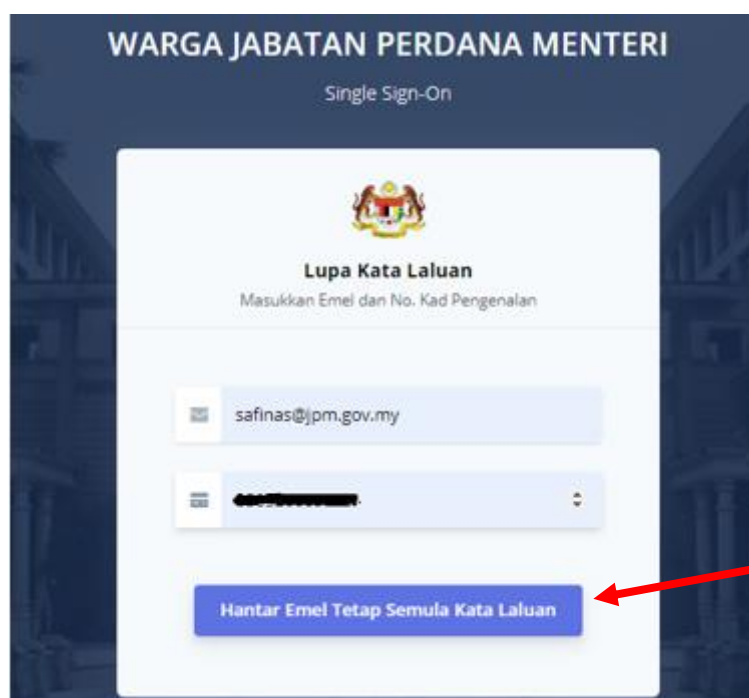 WARGA JABATAN PERDANA MENTERI
Single Sign-On
Lupa Kata Laluan
Masukkan Emel dan No. Kad Pengenalan
safinas@jpm.gov.my
Hantar Emel Tetap Semula Kata Laluan